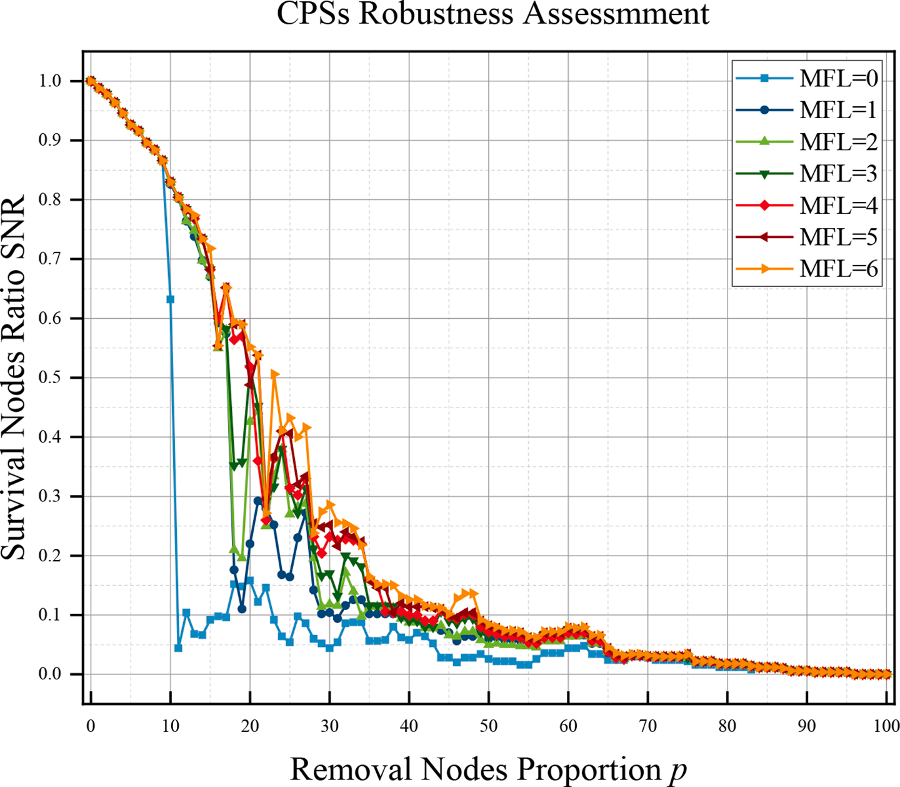 CPSs Robustness Assessmment
Survival Nodes Ratio SNR
1.0
0.9
0.8
0.7
0.6
0.5
0.4
0.3
0.2
0.1
0.0
MFL=0
MFL=1
MFL=2
MFL=3
MFL=4
MFL=5
MFL=6
0 10 20 30 40 50 60 70 80 90 100
Removal Nodes Proportion p